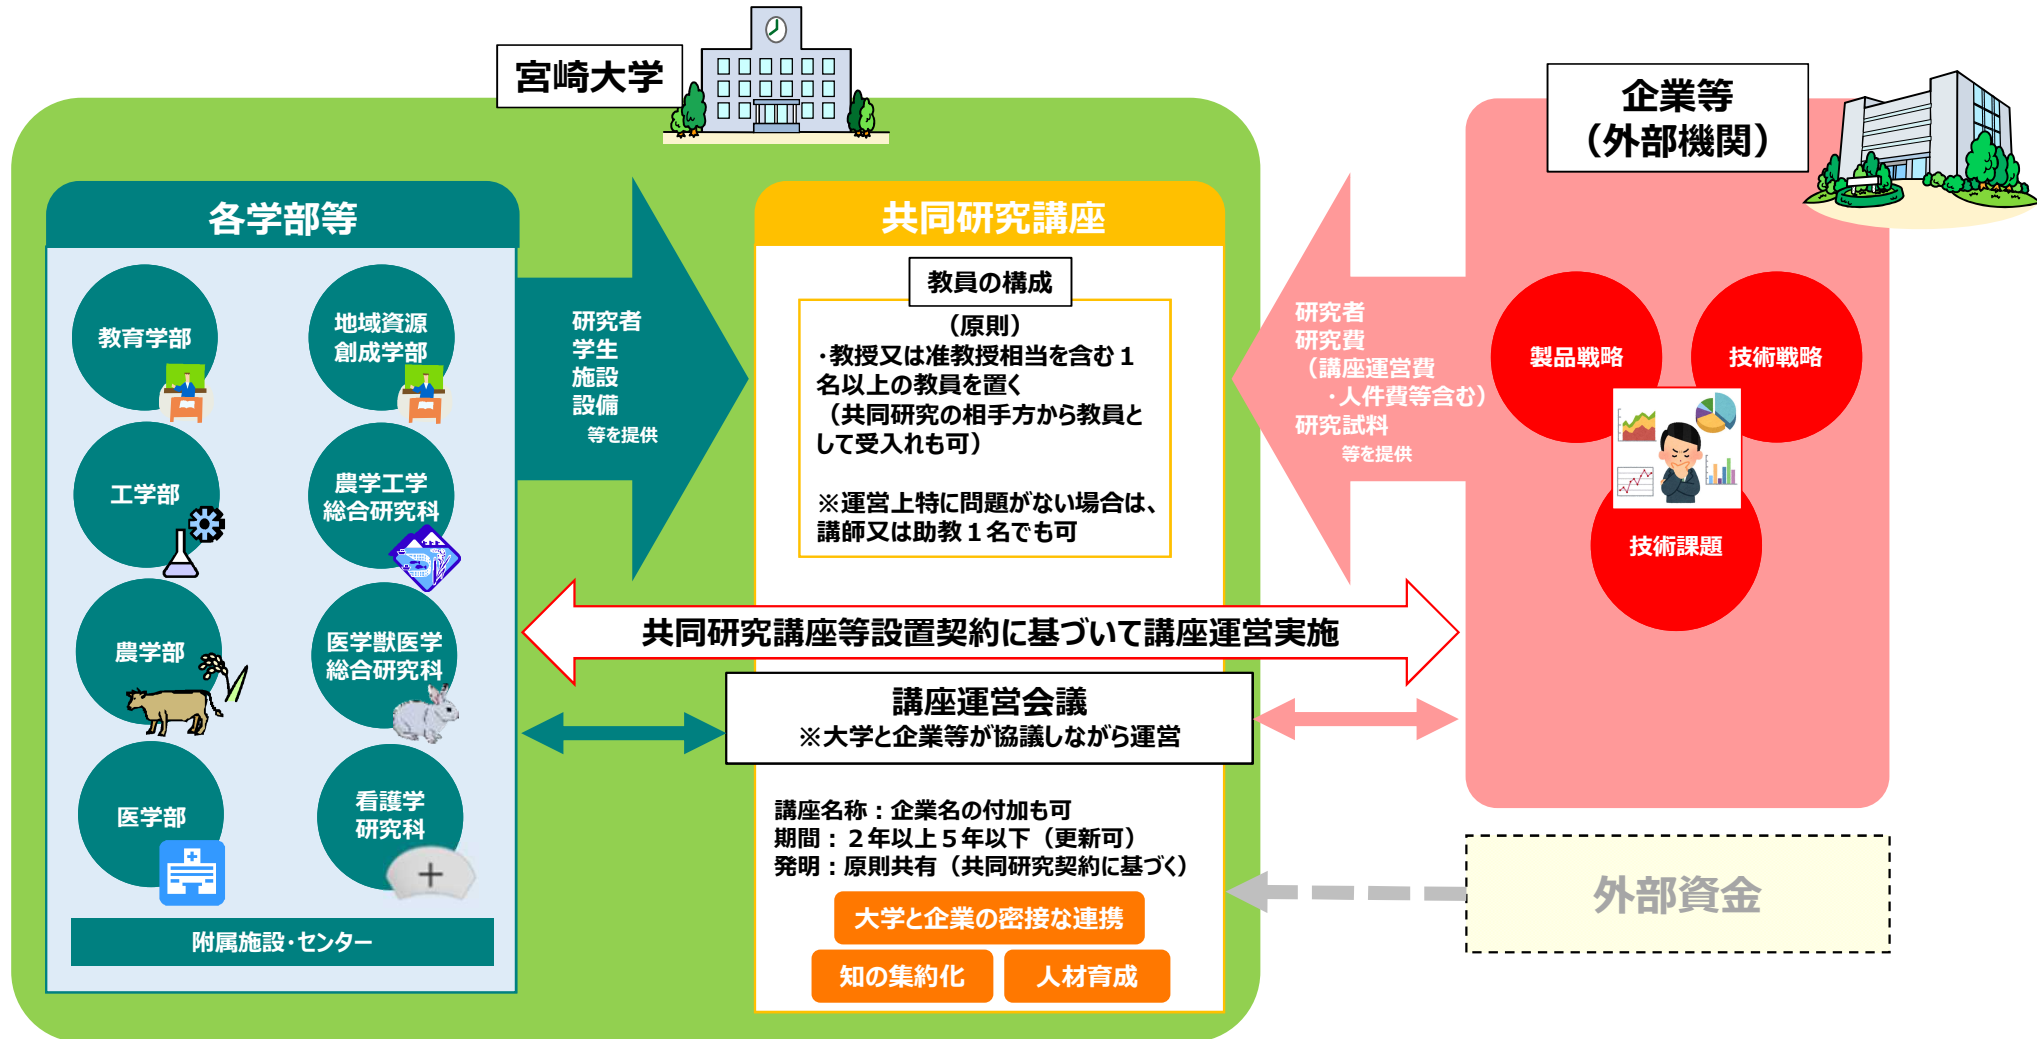 宮崎大学
企業等
（外部機関）
各学部等
教育学部
地域資源
創成学部
工学部
農学工学
総合研究科
農学部
医学獣医学
総合研究科
医学部
看護学
研究科
附属施設・センター
研究者
学生
施設
設備
等を提供
共同研究講座
教員の構成
（原則）
・教授又は准教授相当を含む１
名以上の教員を置く
（共同研究の相手方から教員と
して受入れも可）
※運営上特に問題がない場合は、
講師又は助教１名でも可
研究者
研究費
（講座運営費
・人件費等含む）
研究試料
等を提供
製品戦略
技術戦略
技術課題
共同研究講座等設置契約に基づいて講座運営実施
講座運営会議
※大学と企業等が協議しながら運営
講座名称：企業名の付加も可
期間：２年以上５年以下（更新可）
発明：原則共有（共同研究契約に基づく）
大学と企業の密接な連携
知の集約化
人材育成
外部資金